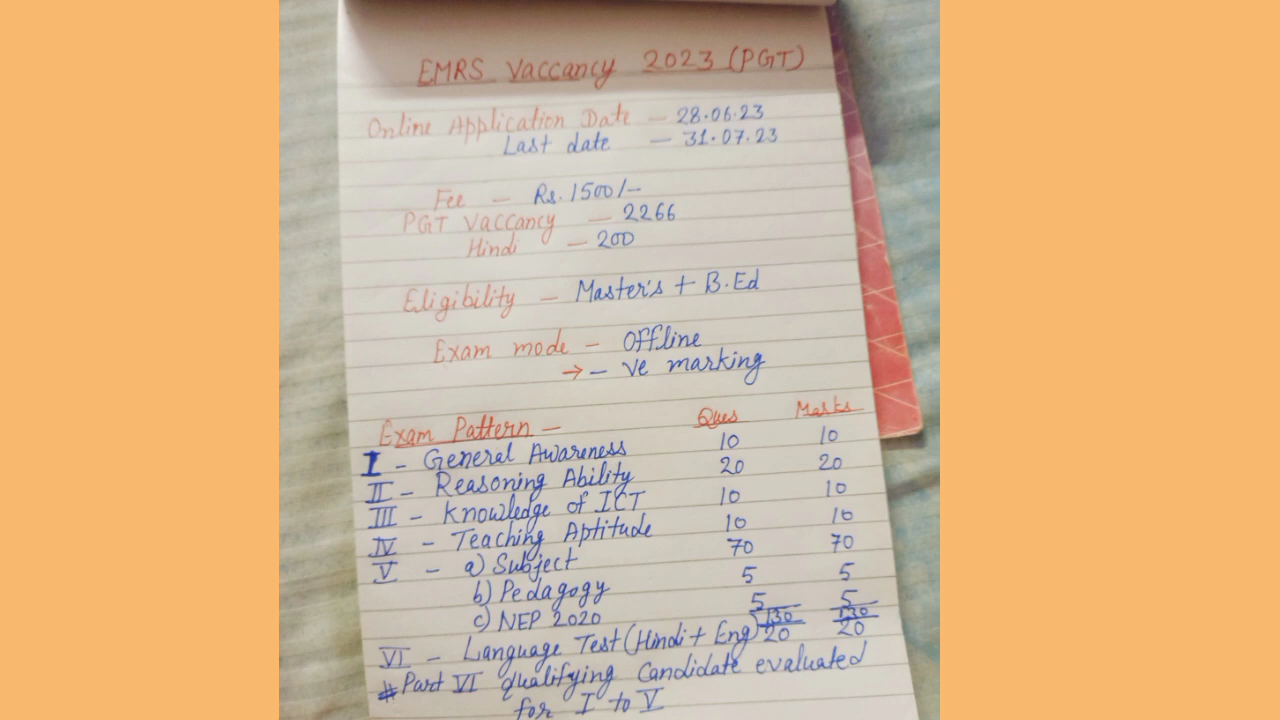 EMRS Vaccancy 2023 (PGT)
Online Application Date — 28.06.23
Last date — 31.07.23
Fee — Rs. 1500/-
PGT Vaccancy — 2266
Hindi — 200
Eligibility — Master's + B.Ed
Exam mode — Offline
→ - ve marking
Exam Pattern — Ques Marks
I - General Awareness 10 10
II - Reasoning Ability 20 20
III - Knowledge of ICT 10 10
IV - Teaching Aptitude 10 10
V - a) Subject 70 70
b) Pedagogy 5 5
c) NEP 2020 5 5
130 130
VI - Language Test (Hindi + Eng) 20 20
# Part VI qualifying Candidate evaluated
for I to V